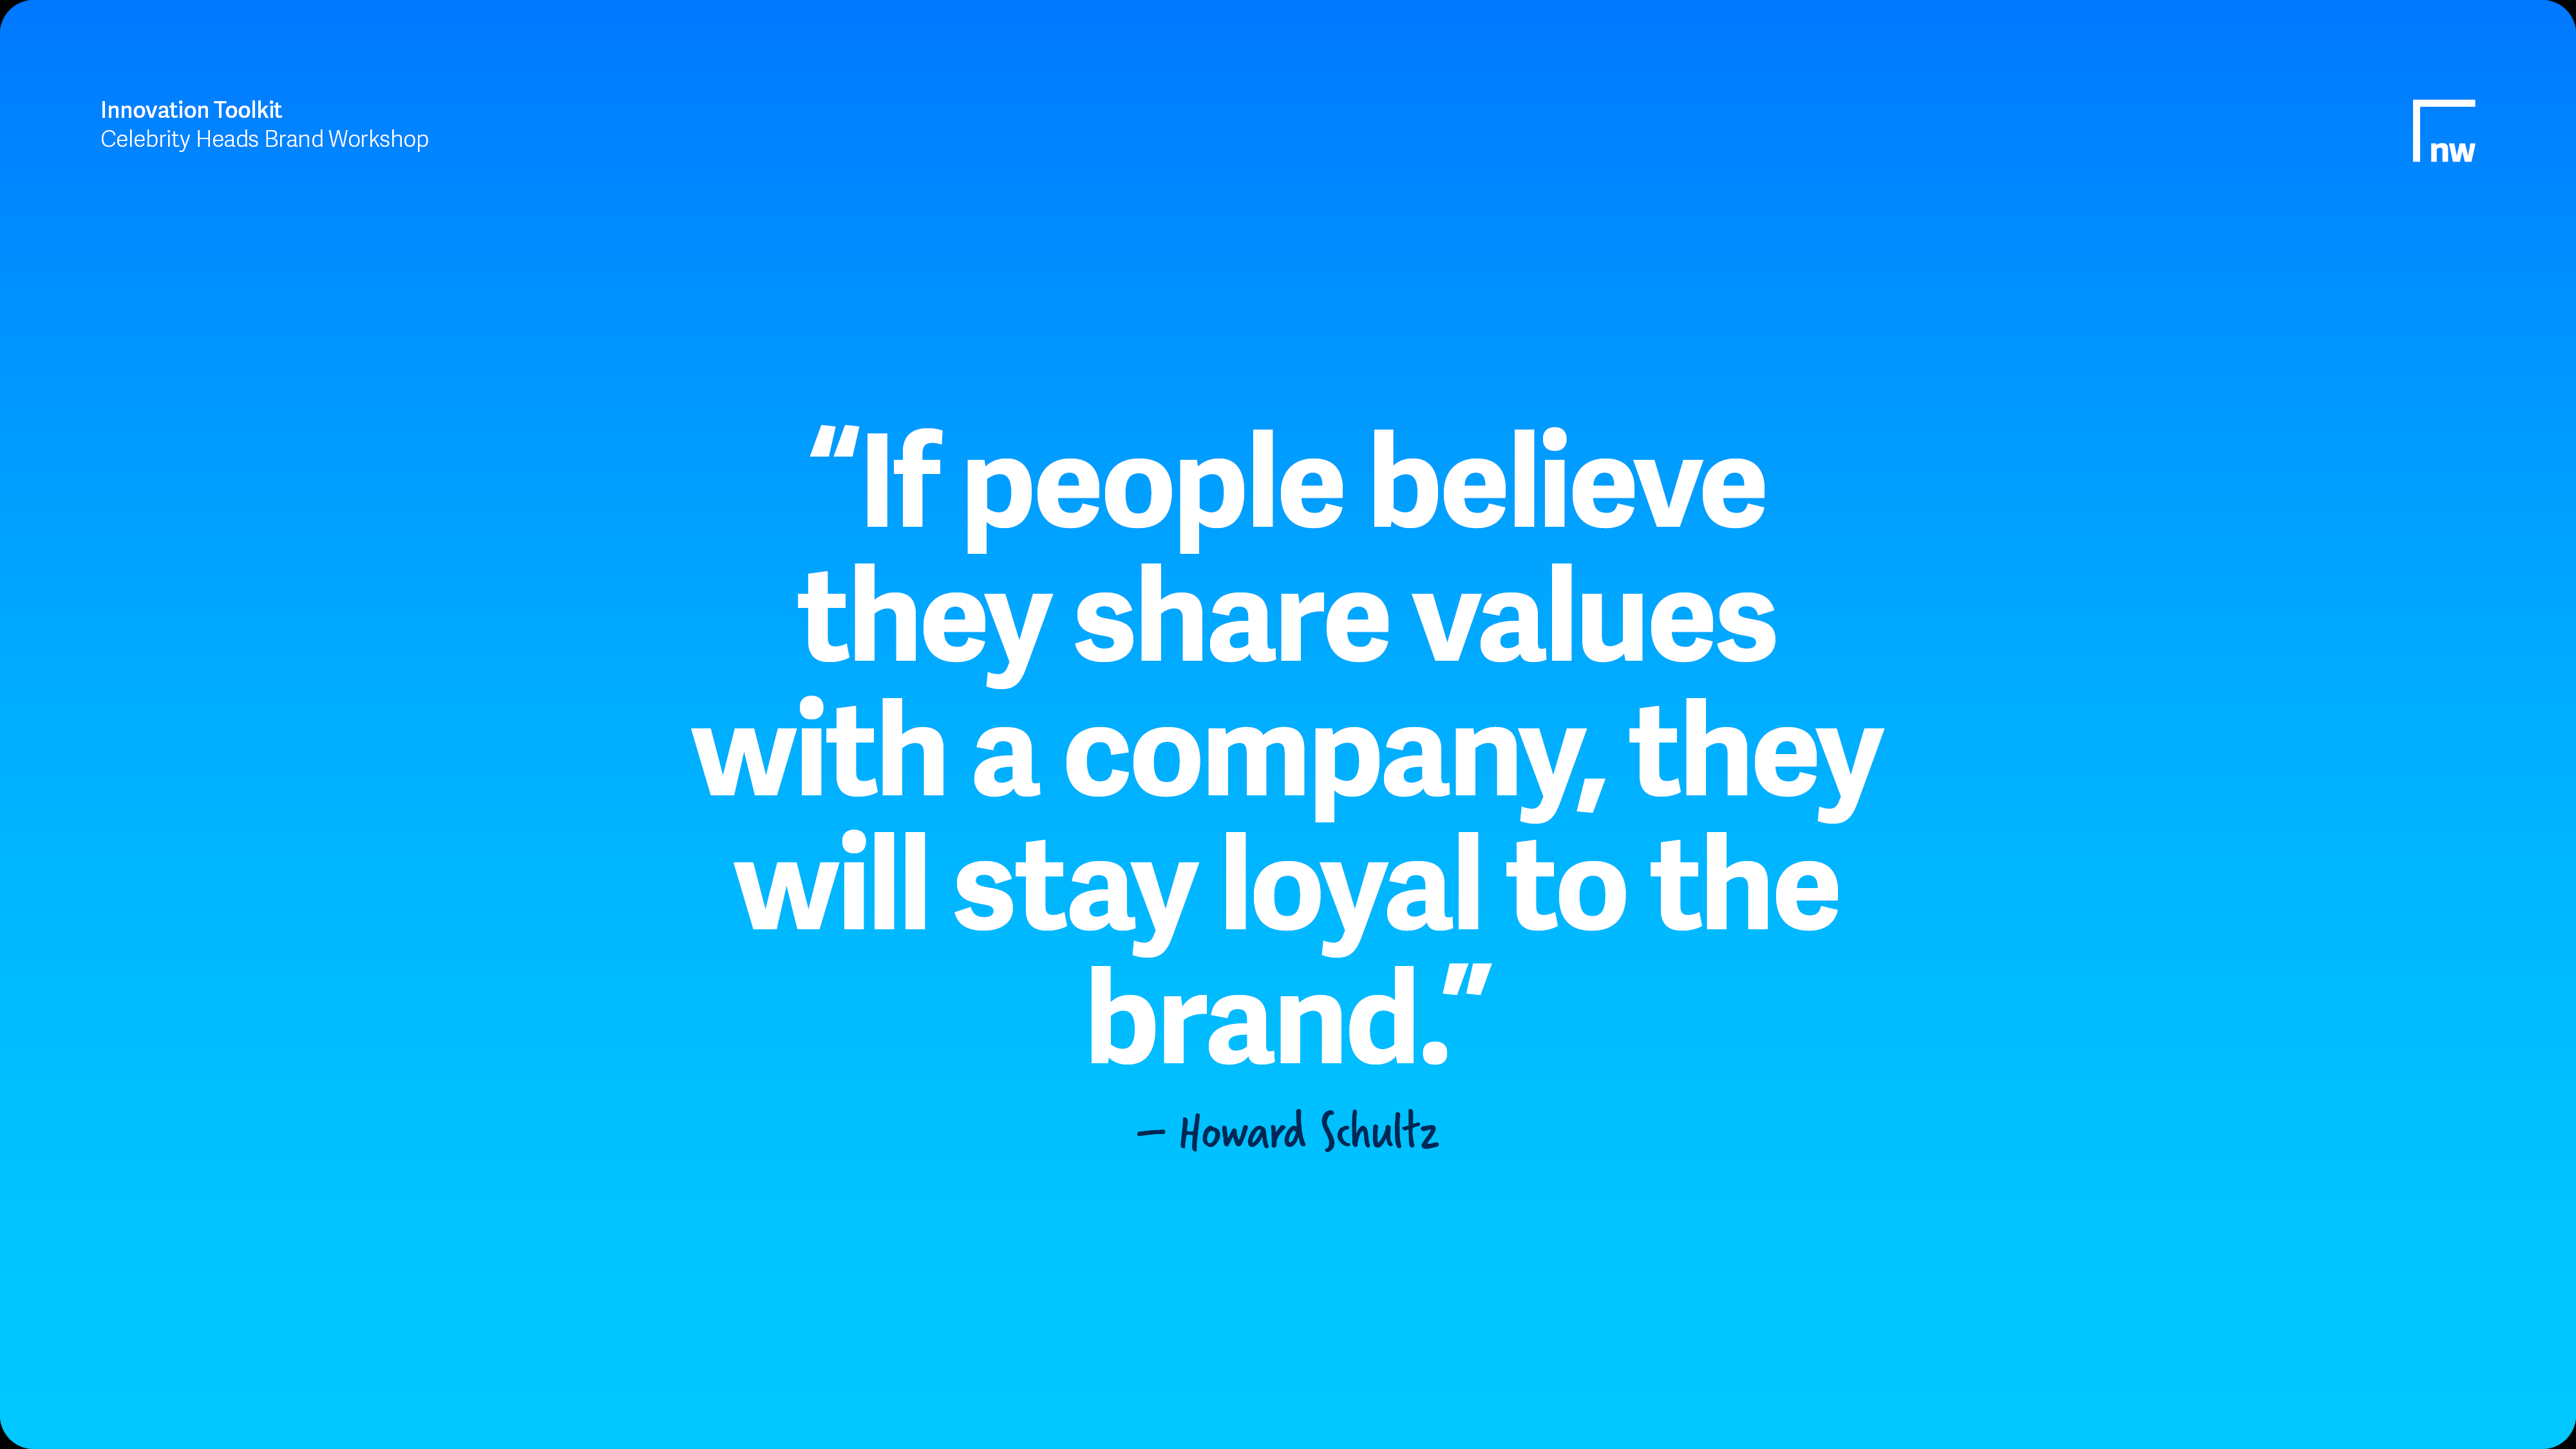 Innovation Toolkit
Celebrity Heads Brand Workshop
nw
“If people believe
they share values
with a company, they
will stay loyal to the
brand.”
— Howard Schultz